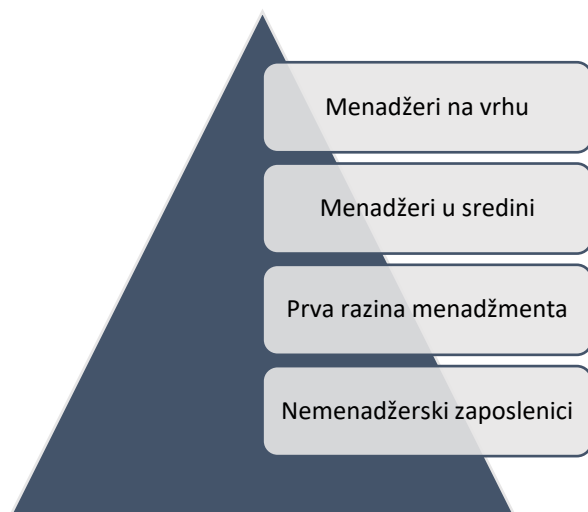 Menadžeri na vrhu
Menadžeri u sredini
Prva razina menadžmenta
Nemenadžerski zaposlenici